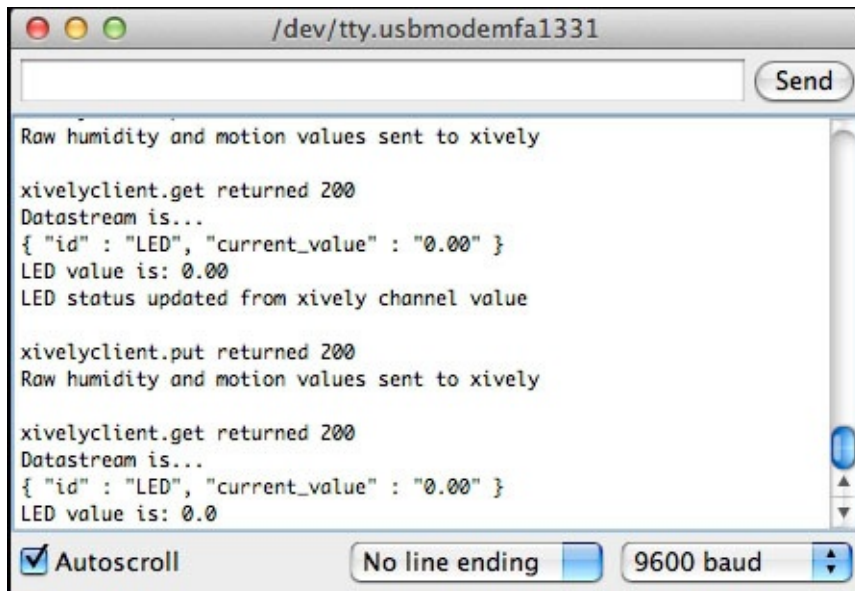 /dev/tty.usbmodemfa1331
Send
Raw humidity and motion values sent to xively
xivelyclient.get returned 200
Datastream is...
{ "id" : "LED", "current_value" : "0.00" }
LED value is: 0.00
LED status updated from xively channel value
xivelyclient.put returned 200
Raw humidity and motion values sent to xively
xivelyclient.get returned 200
Datastream is...
{ "id" : "LED", "current_value" : "0.00" }
LED value is: 0.0
Autoscroll No line ending 9600 baud